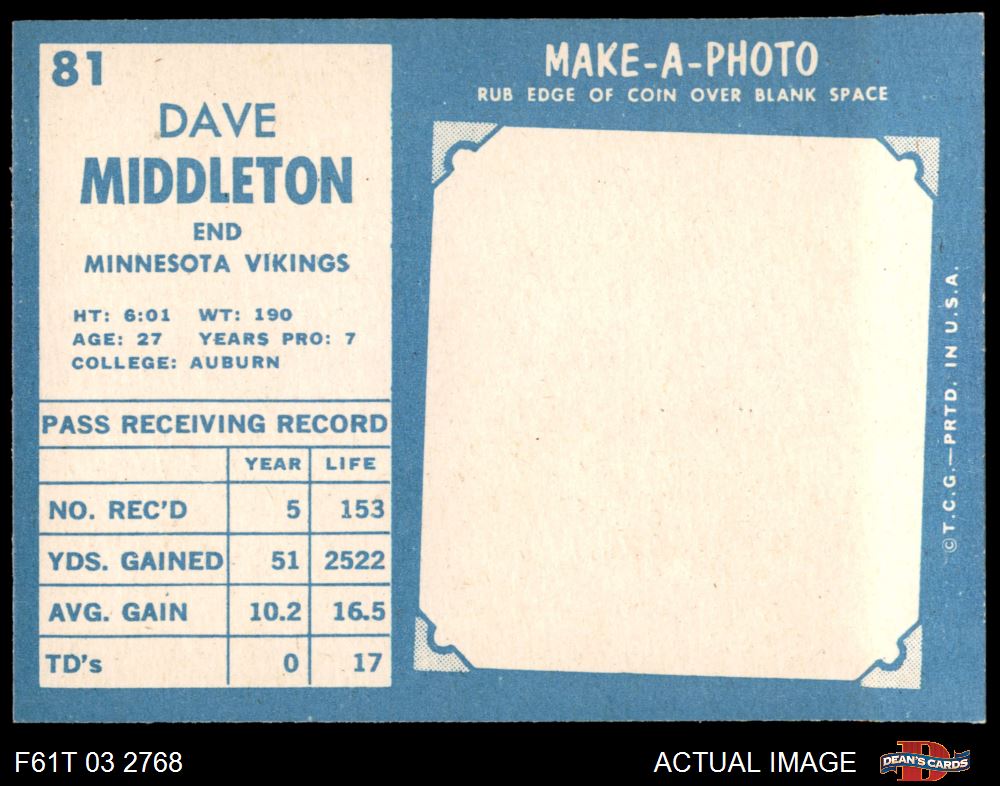 81
DAVE
MIDDLETON
END
MINNESOTA VIKINGS
HT: 6:01 WT: 190
AGE: 27 YEARS PRO: 7
COLLEGE: AUBURN
PASS RECEIVING RECORD
YEAR LIFE
NO. REC'D 5 153
YDS. GAINED 51 2522
AVG. GAIN 10.2 16.5
TD's 0 17
MAKE-A-PHOTO
RUB EDGE OF COIN OVER BLANK SPACE
©T.C.G.—PRTD. IN U.S.A.
F61T 03 2768
ACTUAL IMAGE
DEAN'S CARDS